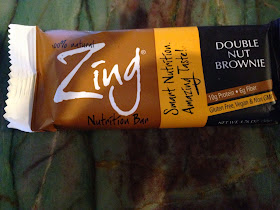 100% natural
Zing®
Nutrition Bar
Smart Nutrition
Amazing Taste!
DOUBLE
NUT
BROWNIE
10g Protein • 6g Fiber
Gluten Free, Vegan & Non GMO